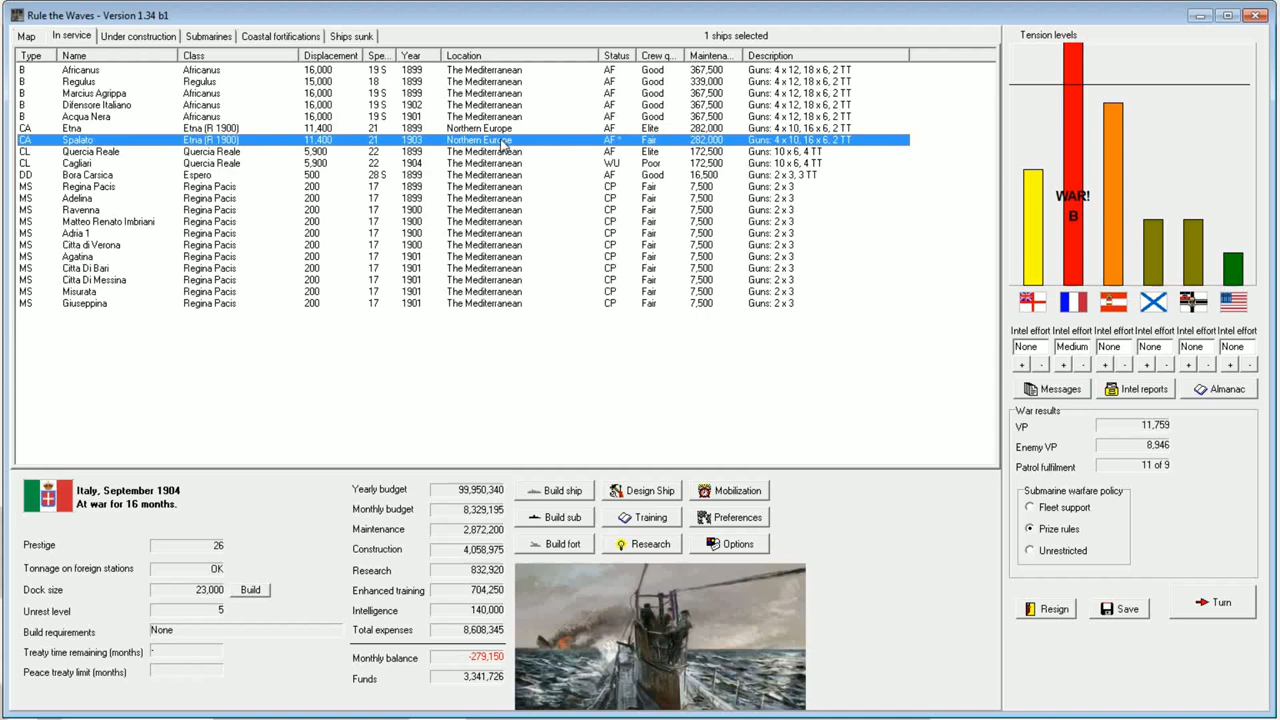 Rule the Waves - Version 1.34 b1
Map In service Under construction Submarines Coastal fortifications Ships sunk 1 ships selected
Type Name Class Displacement Spe... Year Location Status Crew q... Maintena... Description
B Africanus Africanus 16,000 19 S 1899 The Mediterranean AF Good 367,500 Guns: 4 x 12, 18 x 6, 2 TT
B Regulus Regulus 15,000 18 1899 The Mediterranean AF Good 339,000 Guns: 4 x 12, 18 x 6, 2 TT
B Marcius Agrippa Africanus 16,000 19 S 1899 The Mediterranean AF Good 367,500 Guns: 4 x 12, 18 x 6, 2 TT
B Difensore Italiano Africanus 16,000 19 S 1902 The Mediterranean AF Good 367,500 Guns: 4 x 12, 18 x 6, 2 TT
B Acqua Nera Africanus 16,000 19 S 1901 The Mediterranean AF Good 367,500 Guns: 4 x 12, 18 x 6, 2 TT
CA Etna Etna (R 1900) 11,400 21 1899 Northern Europe AF Elite 282,000 Guns: 4 x 10, 16 x 6, 2 TT
CA Spalato Etna (R 1900) 11,400 21 1903 Northern Europe AF * Fair 282,000 Guns: 4 x 10, 16 x 6, 2 TT
CL Quercia Reale Quercia Reale 5,900 22 1899 The Mediterranean AF Elite 172,500 Guns: 10 x 6, 4 TT
CL Cagliari Quercia Reale 5,900 22 1904 The Mediterranean WU Poor 172,500 Guns: 10 x 6, 4 TT
DD Bora Carsica Espero 500 28 S 1899 The Mediterranean AF Good 16,500 Guns: 2 x 3, 3 TT
MS Regina Pacis Regina Pacis 200 17 1899 The Mediterranean CP Fair 7,500 Guns: 2 x 3
MS Adela Regina Pacis 200 17 1899 The Mediterranean CP Fair 7,500 Guns: 2 x 3
MS Ravenna Regina Pacis 200 17 1900 The Mediterranean CP Fair 7,500 Guns: 2 x 3
MS Matteo Renato Imbriani Regina Pacis 200 17 1900 The Mediterranean CP Fair 7,500 Guns: 2 x 3
MS Adria 1 Regina Pacis 200 17 1900 The Mediterranean CP Fair 7,500 Guns: 2 x 3
MS Citta di Verona Regina Pacis 200 17 1900 The Mediterranean CP Fair 7,500 Guns: 2 x 3
MS Agatina Regina Pacis 200 17 1901 The Mediterranean CP Fair 7,500 Guns: 2 x 3
MS Citta Di Bari Regina Pacis 200 17 1901 The Mediterranean CP Fair 7,500 Guns: 2 x 3
MS Citta Di Messina Regina Pacis 200 17 1901 The Mediterranean CP Fair 7,500 Guns: 2 x 3
MS Misurata Regina Pacis 200 17 1901 The Mediterranean CP Fair 7,500 Guns: 2 x 3
MS Giuseppina Regina Pacis 200 17 1901 The Mediterranean CP Fair 7,500 Guns: 2 x 3
Tension levels
WAR!
B
Intel effort Intel effort Intel effort Intel effort Intel effort Intel effort
None Medium None None None None
+ - + - + - + - + - + -
Messages Intel reports Almanac
War results
VP 11,759
Enemy VP 8,946
Patrol fulfilment 11 of 9
Submarine warfare policy
Fleet support
Prize rules
Unrestricted
Resign Save Turn
Italy, September 1904
At war for 16 months.
Prestige 26
Tonnage on foreign stations OK
Dock size 23,000 Build
Unrest level 5
Build requirements None
Treaty time remaining (months) -
Peace treaty limit (months)
Yearly budget 99,950,340
Monthly budget 8,329,195
Maintenance 2,872,200
Construction 4,058,975
Research 832,920
Enhanced training 704,250
Intelligence 140,000
Total expenses 8,608,345
Monthly balance -279,150
Funds 3,341,726
Build ship Design Ship Mobilization
Build sub Training Preferences
Build fort Research Options